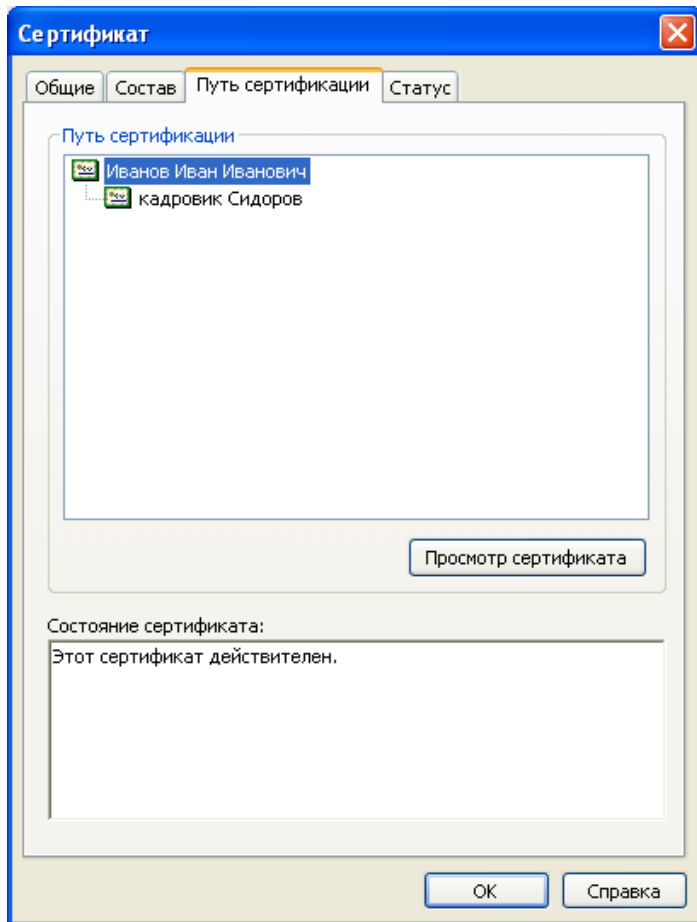 Сертификат
Общие Состав Путь сертификации Статус
Путь сертификации
Иванов Иван Иванович
кадровик Сидоров
Просмотр сертификата
Состояние сертификата:
Этот сертификат действителен.
ОК Справка